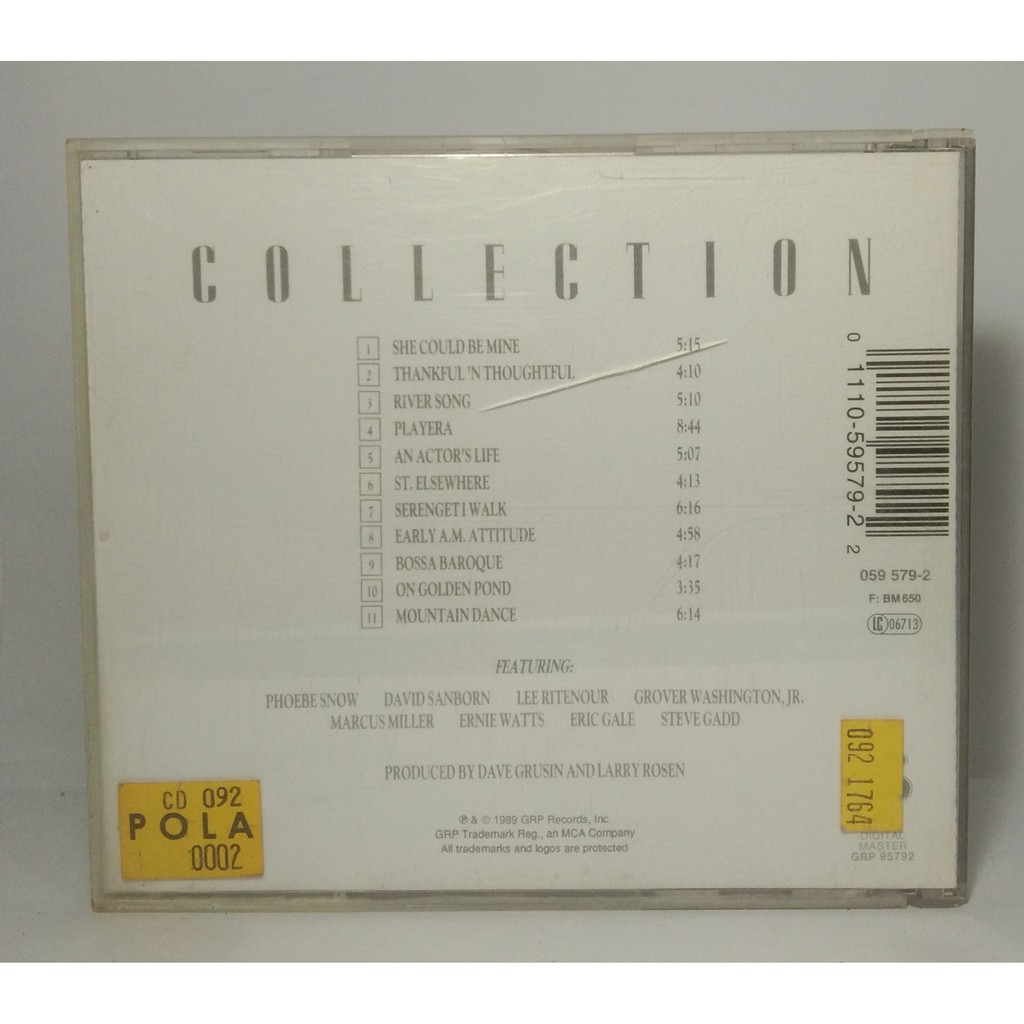 COLLECTION
1 SHE COULD BE MINE 5:15
2 THANKFUL 'N THOUGHTFUL 4:10
3 RIVER SONG 5:10
4 PLAYERA 8:44
5 AN ACTOR'S LIFE 5:07
6 ST. ELSEWHERE 4:13
7 SERENGETI WALK 6:16
8 EARLY A.M. ATTITUDE 4:58
9 BOSSA BAROQUE 4:17
10 ON GOLDEN POND 3:35
11 MOUNTAIN DANCE 6:14
FEATURING:
PHOEBE SNOW DAVID SANBORN LEE RITENOUR GROVER WASHINGTON, JR.
MARCUS MILLER ERNIE WATTS ERIC GALE STEVE GADD
PRODUCED BY DAVE GRUSIN AND LARRY ROSEN
℗ & © 1989 GRP Records, Inc.
GRP Trademark Reg., an MCA Company
All trademarks and logos are protected
0 1110-59579-2 2
059 579-2
F: BM 650
LC 06713
092 1764
DIGITAL
MASTER
GRP 95792
CD 092
POLA
0002